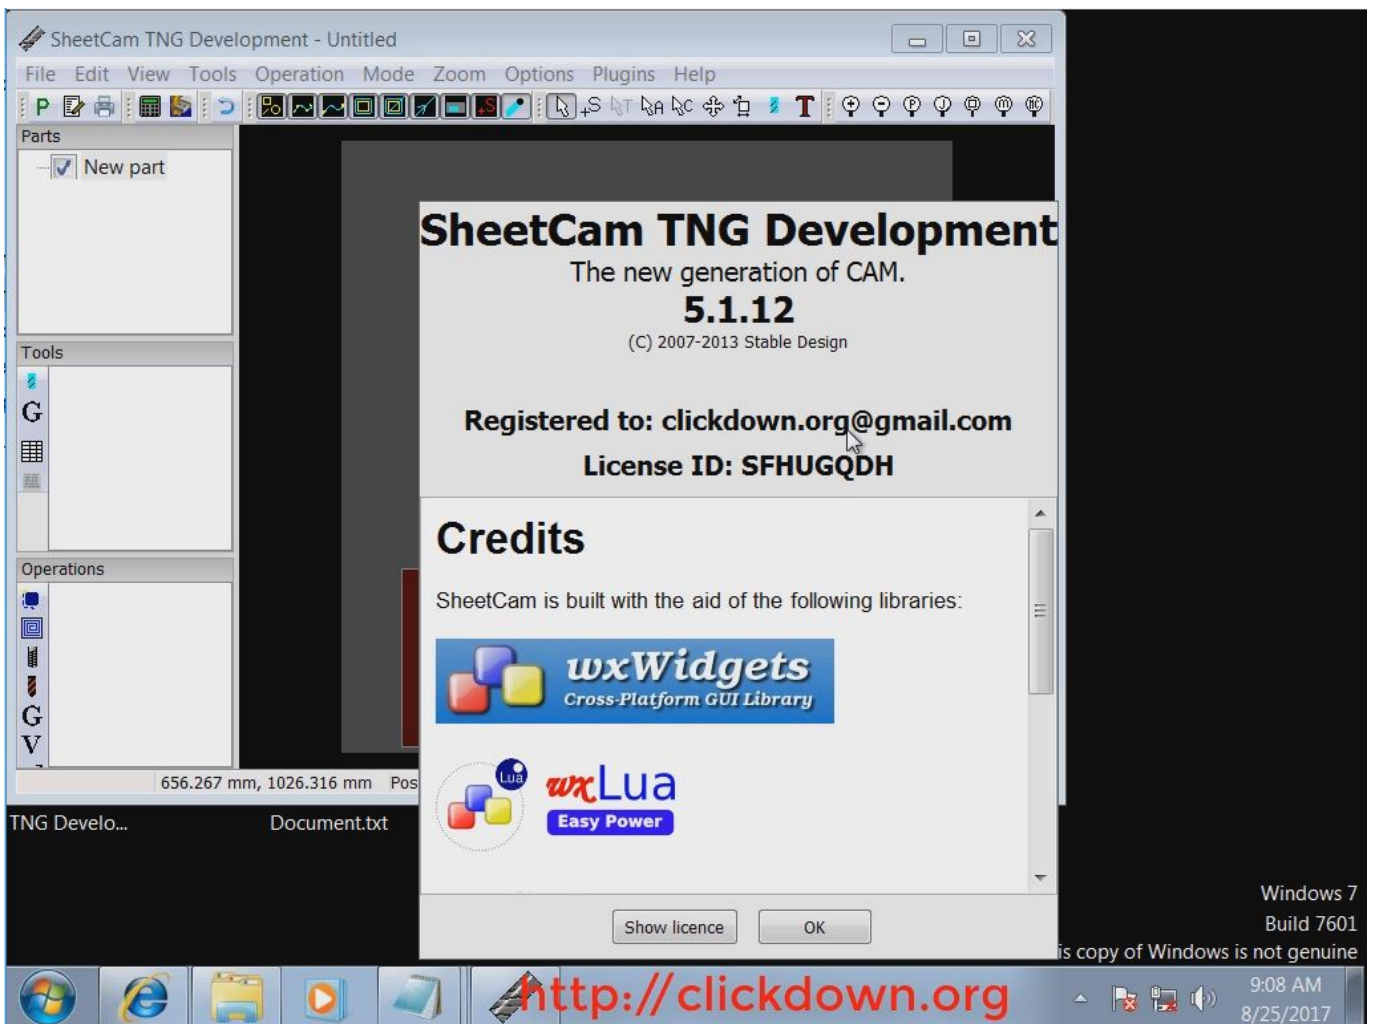 SheetCam TNG Development - Untitled
File Edit View Tools Operation Mode Zoom Options Plugins Help
Parts
New part
Tools
G
Operations
G
V
656.267 mm, 1026.316 mm Pos
SheetCam TNG Development
The new generation of CAM.
5.1.12
(C) 2007-2013 Stable Design
Registered to: clickdown.org@gmail.com
License ID: SFHUGQDH
Credits
SheetCam is built with the aid of the following libraries:
wxWidgets
Cross-Platform GUI Library
Lua
wxLua
Easy Power
Show licence
OK
TNG Develo...
Document.txt
Windows 7
Build 7601
is copy of Windows is not genuine
http://clickdown.org
9:08 AM
8/25/2017